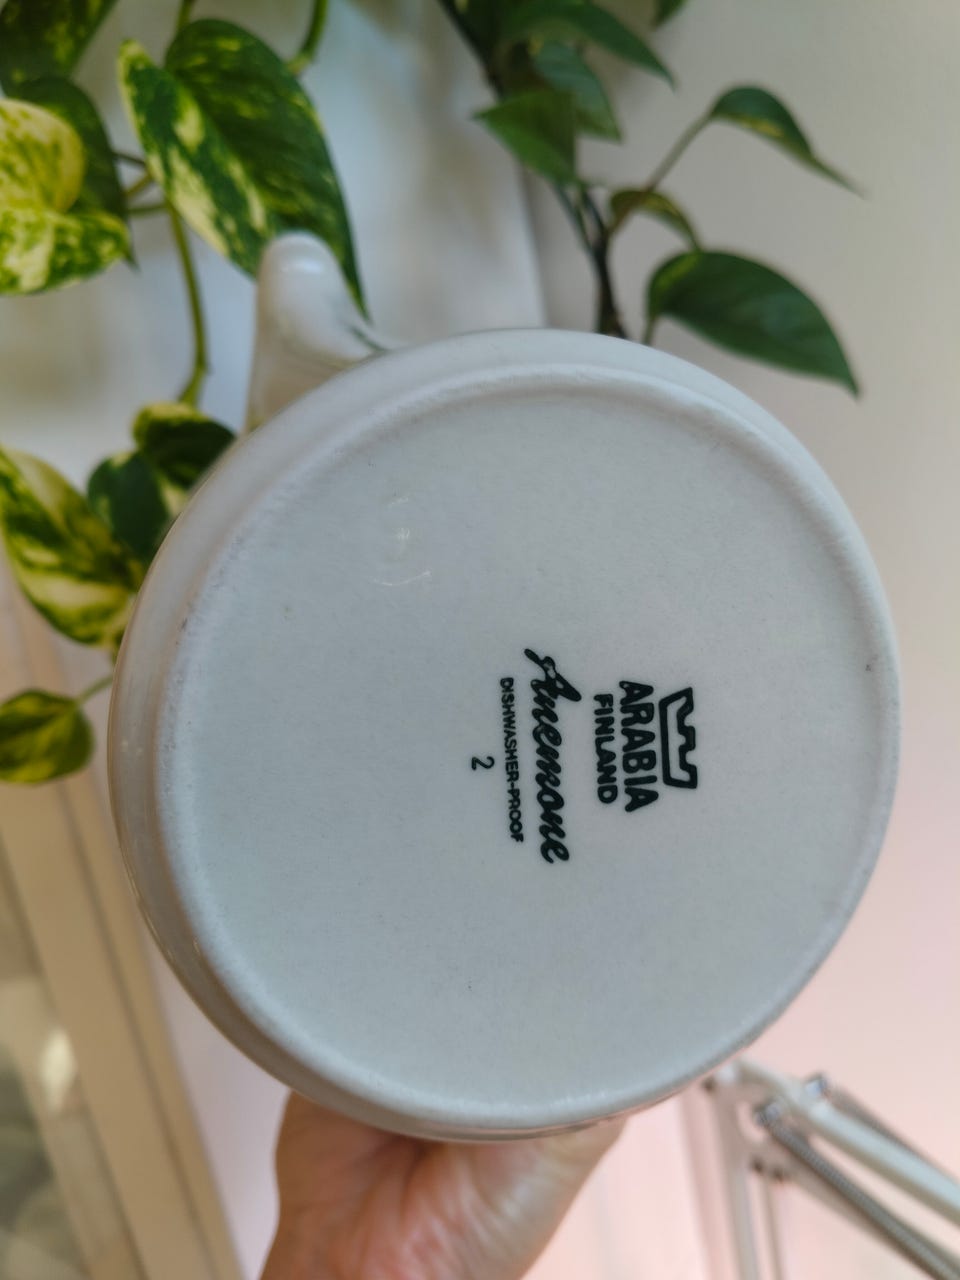 ARABIA
FINLAND
Anemone
DISHWASHER-PROOF
2